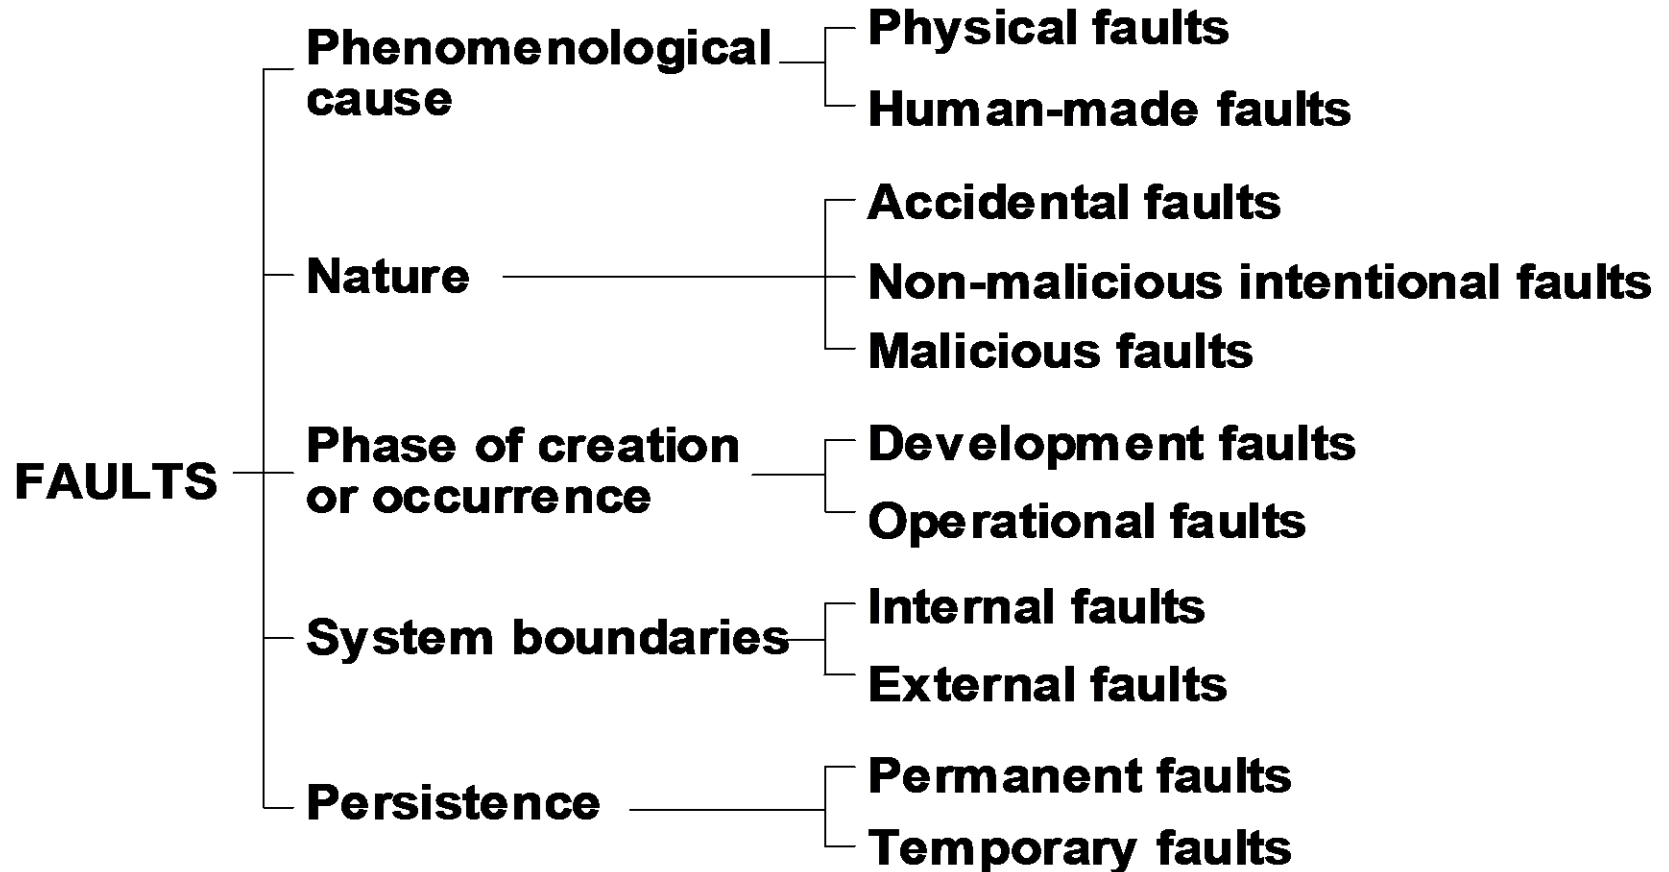 FAULTS
Phenomenological
cause
Physical faults
Human-made faults
Nature
Accidental faults
Non-malicious intentional faults
Malicious faults
Phase of creation
or occurrence
Development faults
Operational faults
System boundaries
Internal faults
External faults
Persistence
Permanent faults
Temporary faults